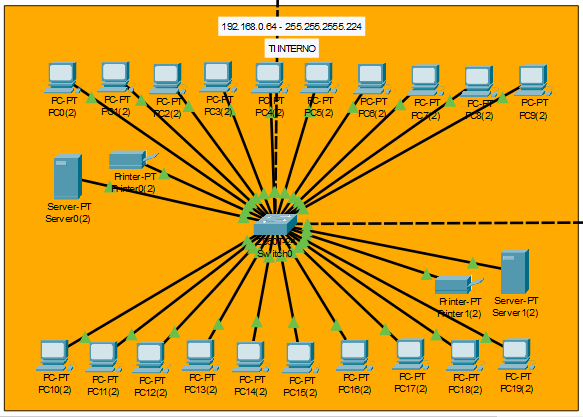 192.168.0.64 - 255.255.2555.224
TI INTERNO
PC-PT PC-PT PC-PT PC-PT PC-PT PC-PT PC-PT PC-PT PC-PT PC-PT
PC0(2) PC1(2) PC2(2) PC3(2) PC4(2) PC5(2) PC6(2) PC7(2) PC8(2) PC9(2)
Printer-PT
Printer0(2)
Server-PT
Server0(2)
Switch0
Printer-PT Server-PT
Printer1(2) Server1(2)
PC-PT PC-PT PC-PT PC-PT PC-PT PC-PT PC-PT PC-PT PC-PT PC-PT
PC10(2) PC11(2) PC12(2) PC13(2) PC14(2) PC15(2) PC16(2) PC17(2) PC18(2) PC19(2)